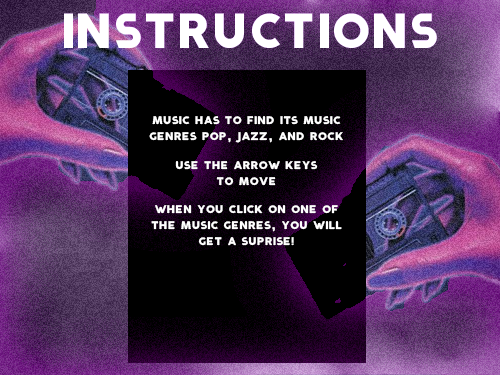 INSTRUCTIONS
MUSIC HAS TO FIND ITS MUSIC
GENRES POP, JAZZ, AND ROCK
USE THE ARROW KEYS
TO MOVE
WHEN YOU CLICK ON ONE OF
THE MUSIC GENRES, YOU WILL
GET A SUPRISE!